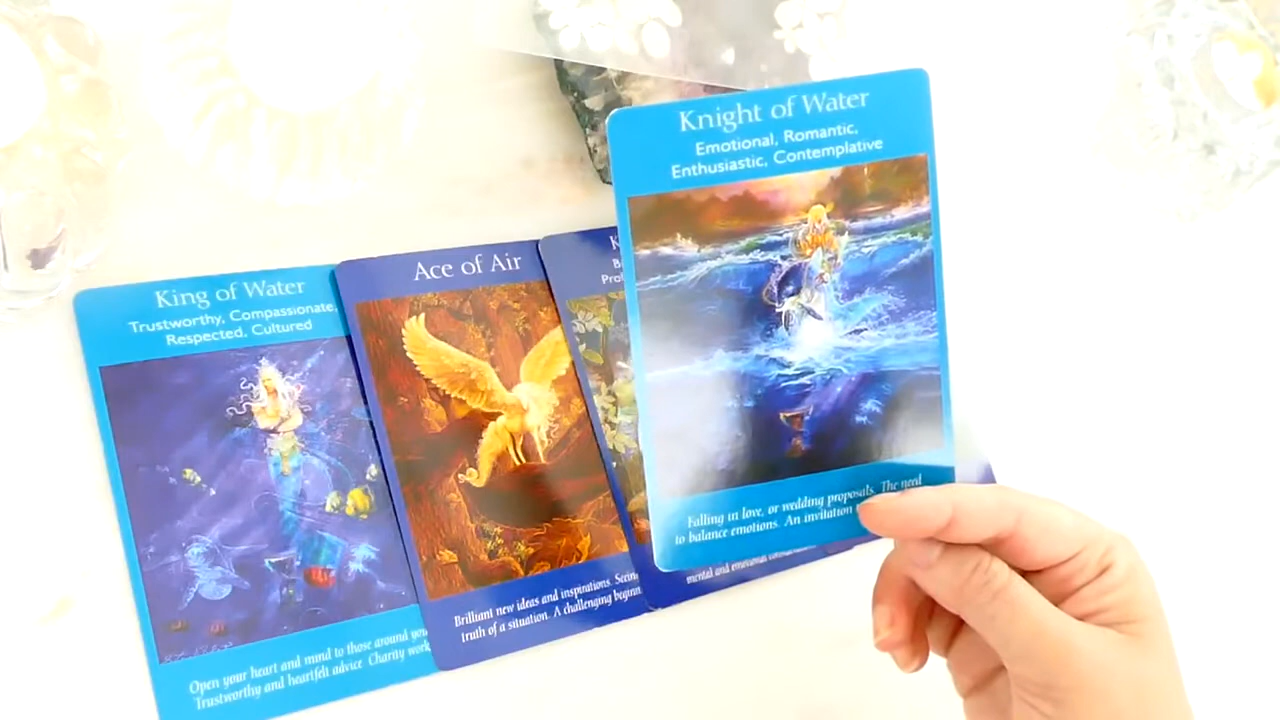 King of Water
Trustworthy, Compassionate,
Respected, Cultured
Open your heart and mind to those around you
Trustworthy and heartfelt advice Charity work,
Ace of Air
Brilliant new ideas and inspirations. Seeing
truth of a situation. A challenging
K
mental and emotional
Knight of Water
Emotional, Romantic,
Enthusiastic, Contemplative
Falling in love, or wedding proposals. The need
to balance emotions. An invitation